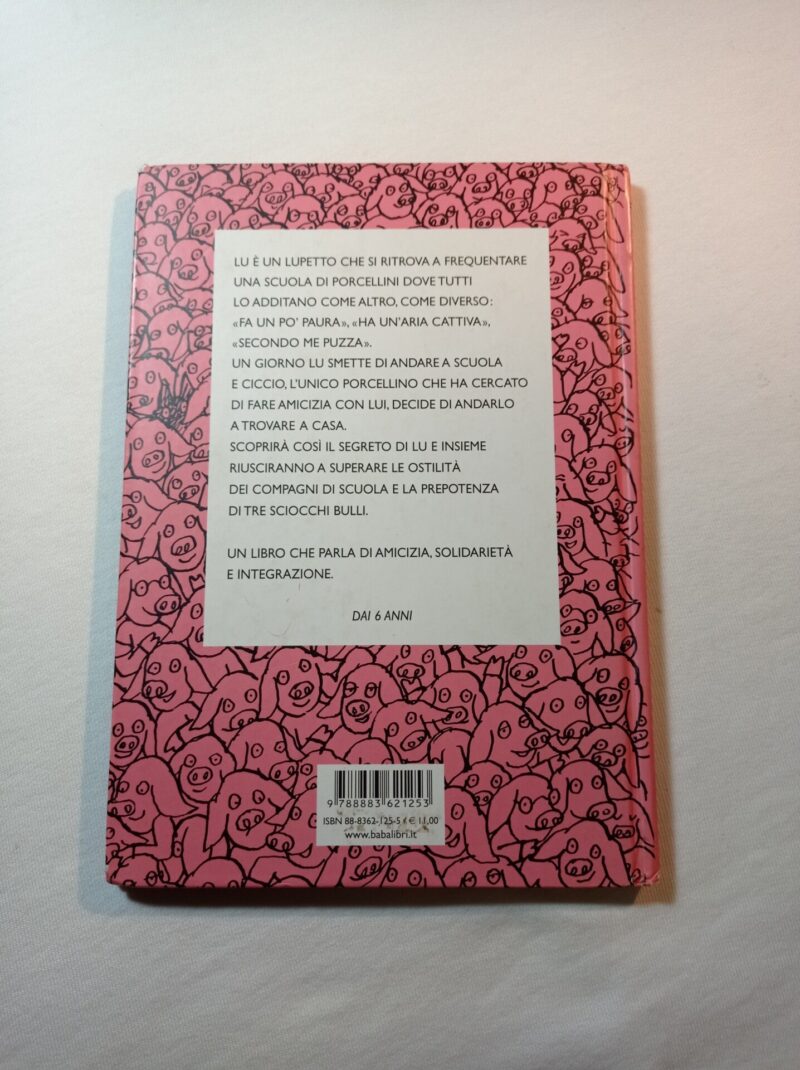 LU È UN LUPETTO CHE SI RITROVA A FREQUENTARE
UNA SCUOLA DI PORCELLINI DOVE TUTTI
LO ADDITANO COME ALTRO, COME DIVERSO:
«FA UN PO' PAURA», «HA UN'ARIA CATTIVA»,
«SECONDO ME PUZZA».
UN GIORNO LU SMETTE DI ANDARE A SCUOLA
E CICCIO, L'UNICO PORCELLINO CHE HA CERCATO
DI FARE AMICIZIA CON LUI, DECIDE DI ANDARLO
A TROVARE A CASA.
SCOPRIRÀ COSÌ IL SEGRETO DI LU E INSIEME
RIUSCIRANNO A SUPERARE LE OSTILITÀ
DEI COMPAGNI DI SCUOLA E LA PREPOTENZA
DI TRE SCIOCCHI BULLI.
UN LIBRO CHE PARLA DI AMICIZIA, SOLIDARIETÀ
E INTEGRAZIONE.
DAI 6 ANNI
9 788883 621253
ISBN 88-8362-125-5 / € 11,00
www.babalibri.it